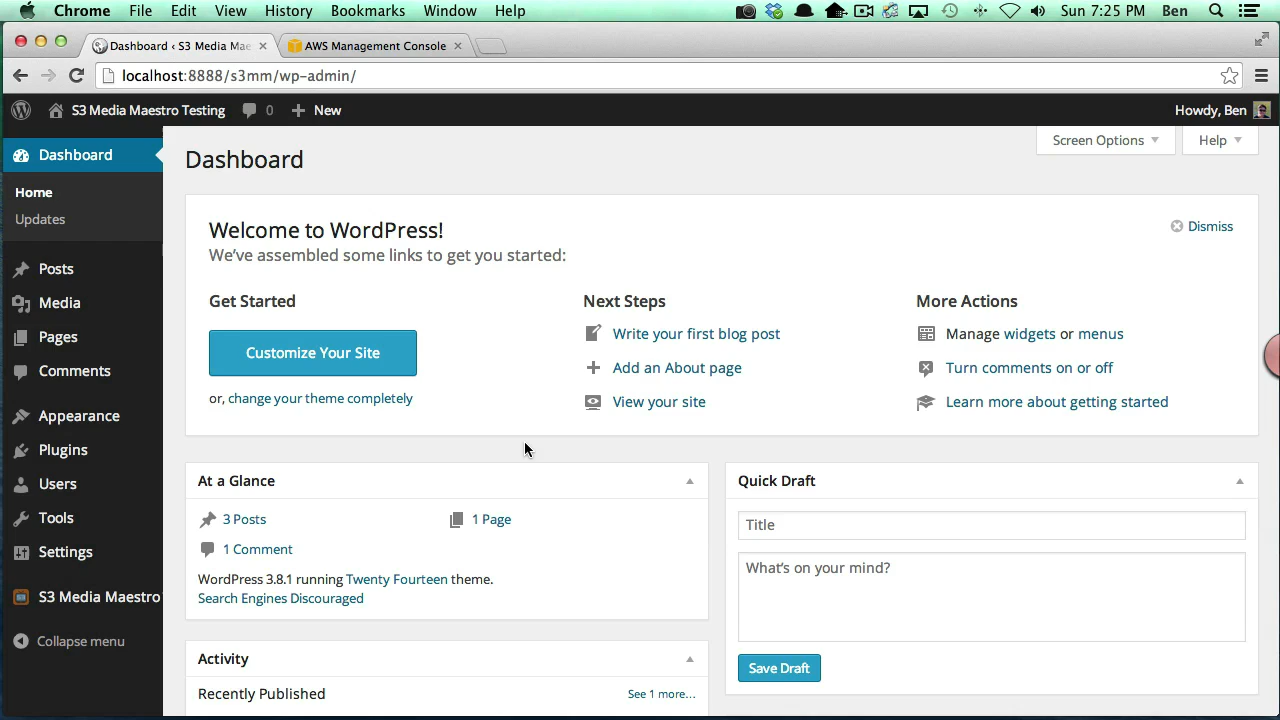 Chrome File Edit View History Bookmarks Window Help Sun 7:25 PM Ben
Dashboard ‹ S3 Media Mae AWS Management Console
localhost:8888/s3mm/wp-admin/
S3 Media Maestro Testing 0 New Howdy, Ben
Dashboard
Home
Updates
Posts
Media
Pages
Comments
Appearance
Plugins
Users
Tools
Settings
S3 Media Maestro
Collapse menu
Screen Options Help
Dashboard
Welcome to WordPress!
Dismiss
We've assembled some links to get you started:
Get Started
Customize Your Site
or, change your theme completely
Next Steps
Write your first blog post
Add an About page
View your site
More Actions
Manage widgets or menus
Turn comments on or off
Learn more about getting started
At a Glance
3 Posts 1 Page
1 Comment
WordPress 3.8.1 running Twenty Fourteen theme.
Search Engines Discouraged
Activity
Recently Published See 1 more...
Quick Draft
Title
What's on your mind?
Save Draft